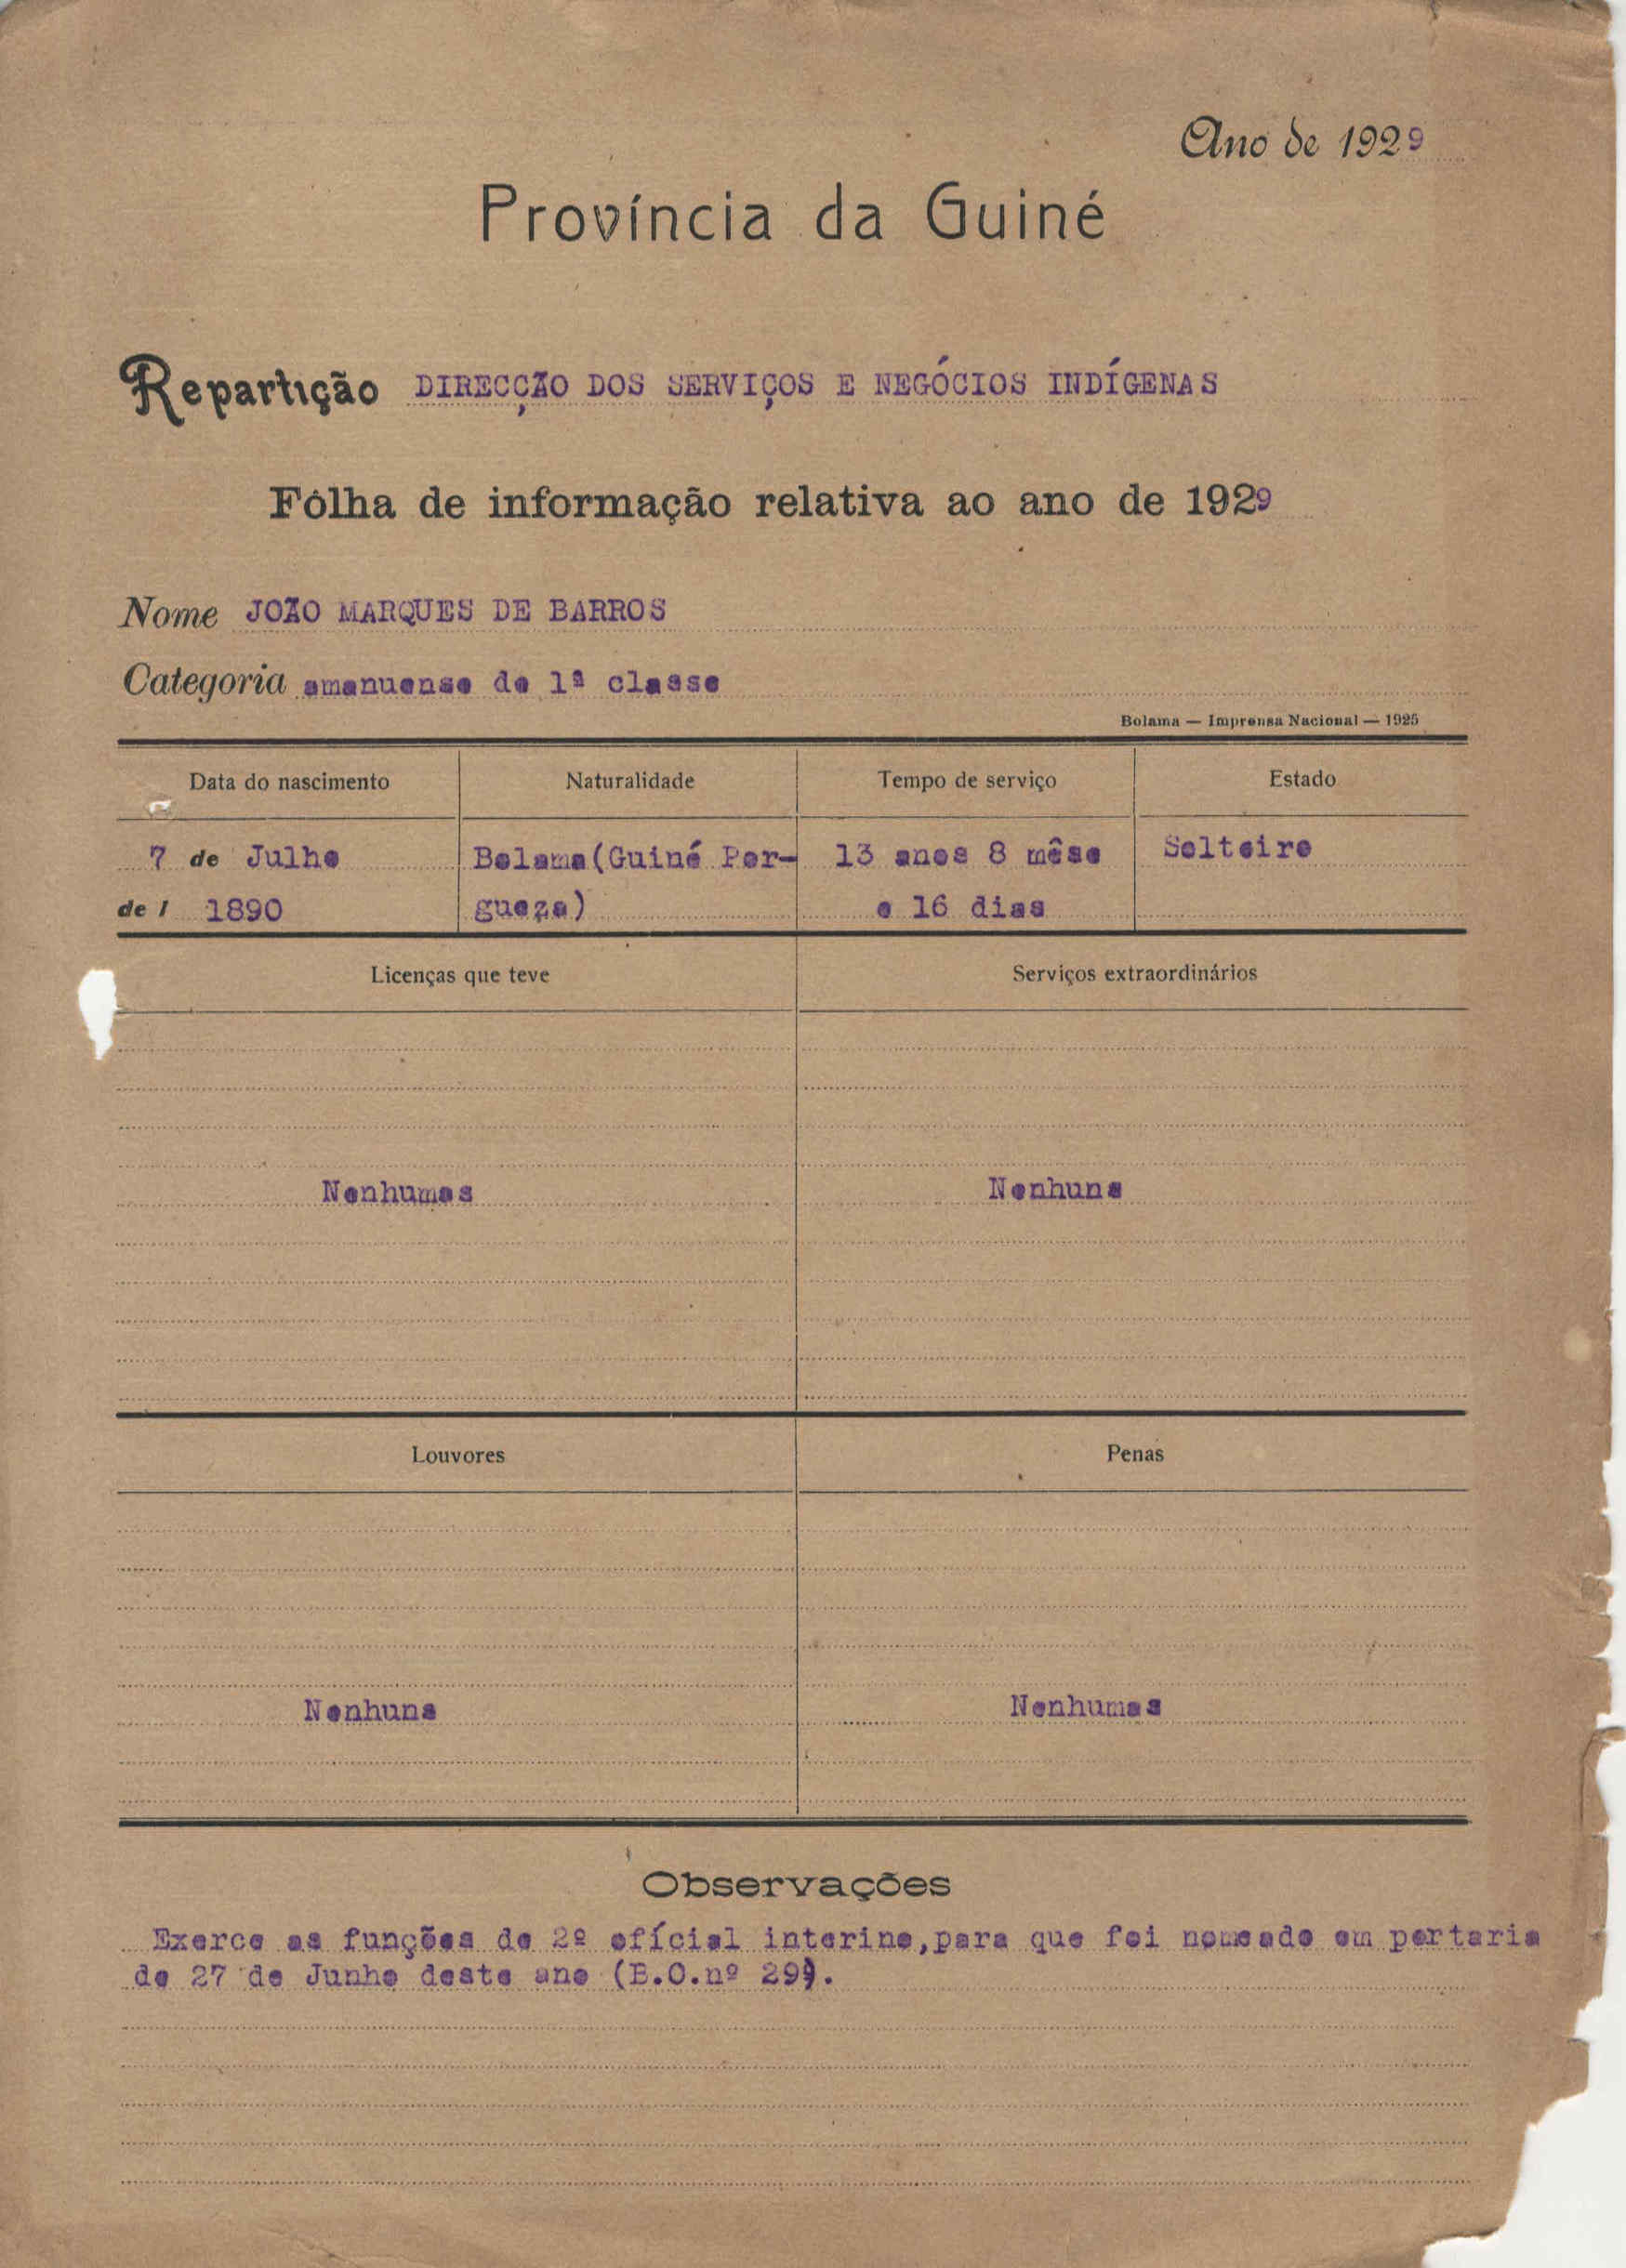 Ano de 1929
Província da Guiné
Repartição DIRECÇÃO DOS SERVIÇOS E NEGÓCIOS INDÍGENAS
Fôlha de informação relativa ao ano de 1929
Nome JOÃO MARQUES DE BARROS
Categoria amanuense de 1ª classe
Bolama — Imprensa Nacional — 1925
Data do nascimento Naturalidade Tempo de serviço Estado
7 de Julho Bolama(Guiné Por- 13 anos 8 mêse Solteiro
de 1 1890 gueza) e 16 dias
Licenças que teve Serviços extraordinários
Nenhumas Nenhuns
Louvores Penas
Nenhuns Nenhumas
Observações
Exerce as funções de 2º ofícial interino,para que foi nomeado em portaria
de 27 de Junho deste ano (B.O.nº 29).